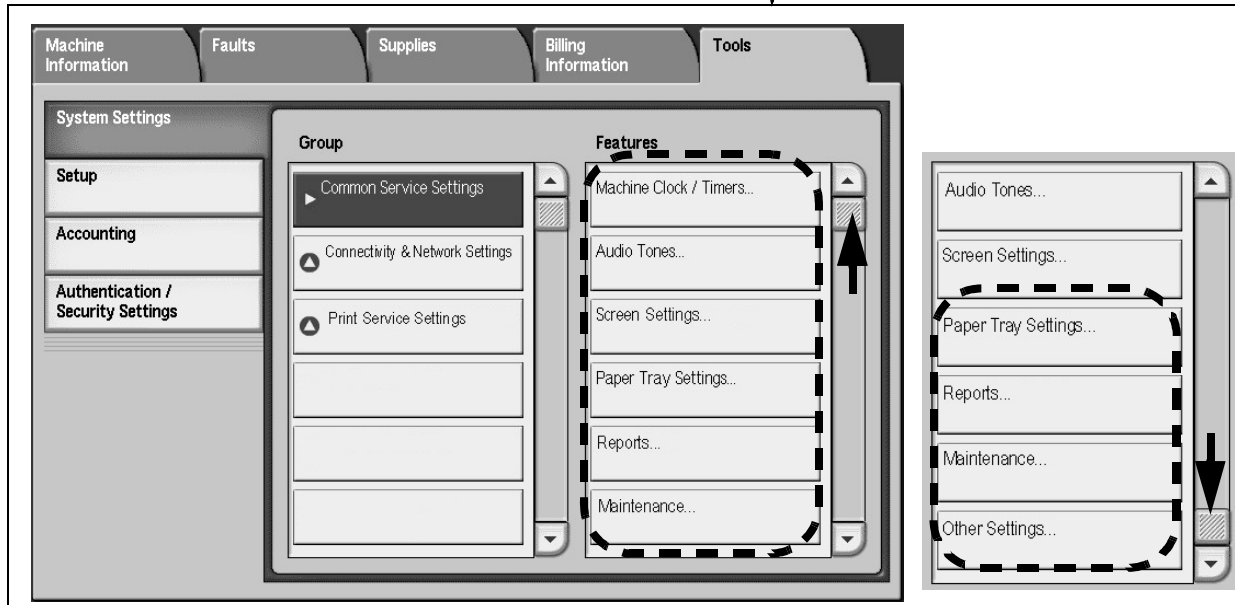 Machine
Information
Faults
Supplies
Billing
Information
Tools
System Settings
Setup
Accounting
Authentication /
Security Settings
Group
Common Service Settings
Connectivity & Network Settings
Print Service Settings
Features
Machine Clock / Timers...
Audio Tones...
Screen Settings...
Paper Tray Settings...
Reports...
Maintenance...
Audio Tones...
Screen Settings...
Paper Tray Settings...
Reports...
Maintenance...
Other Settings...